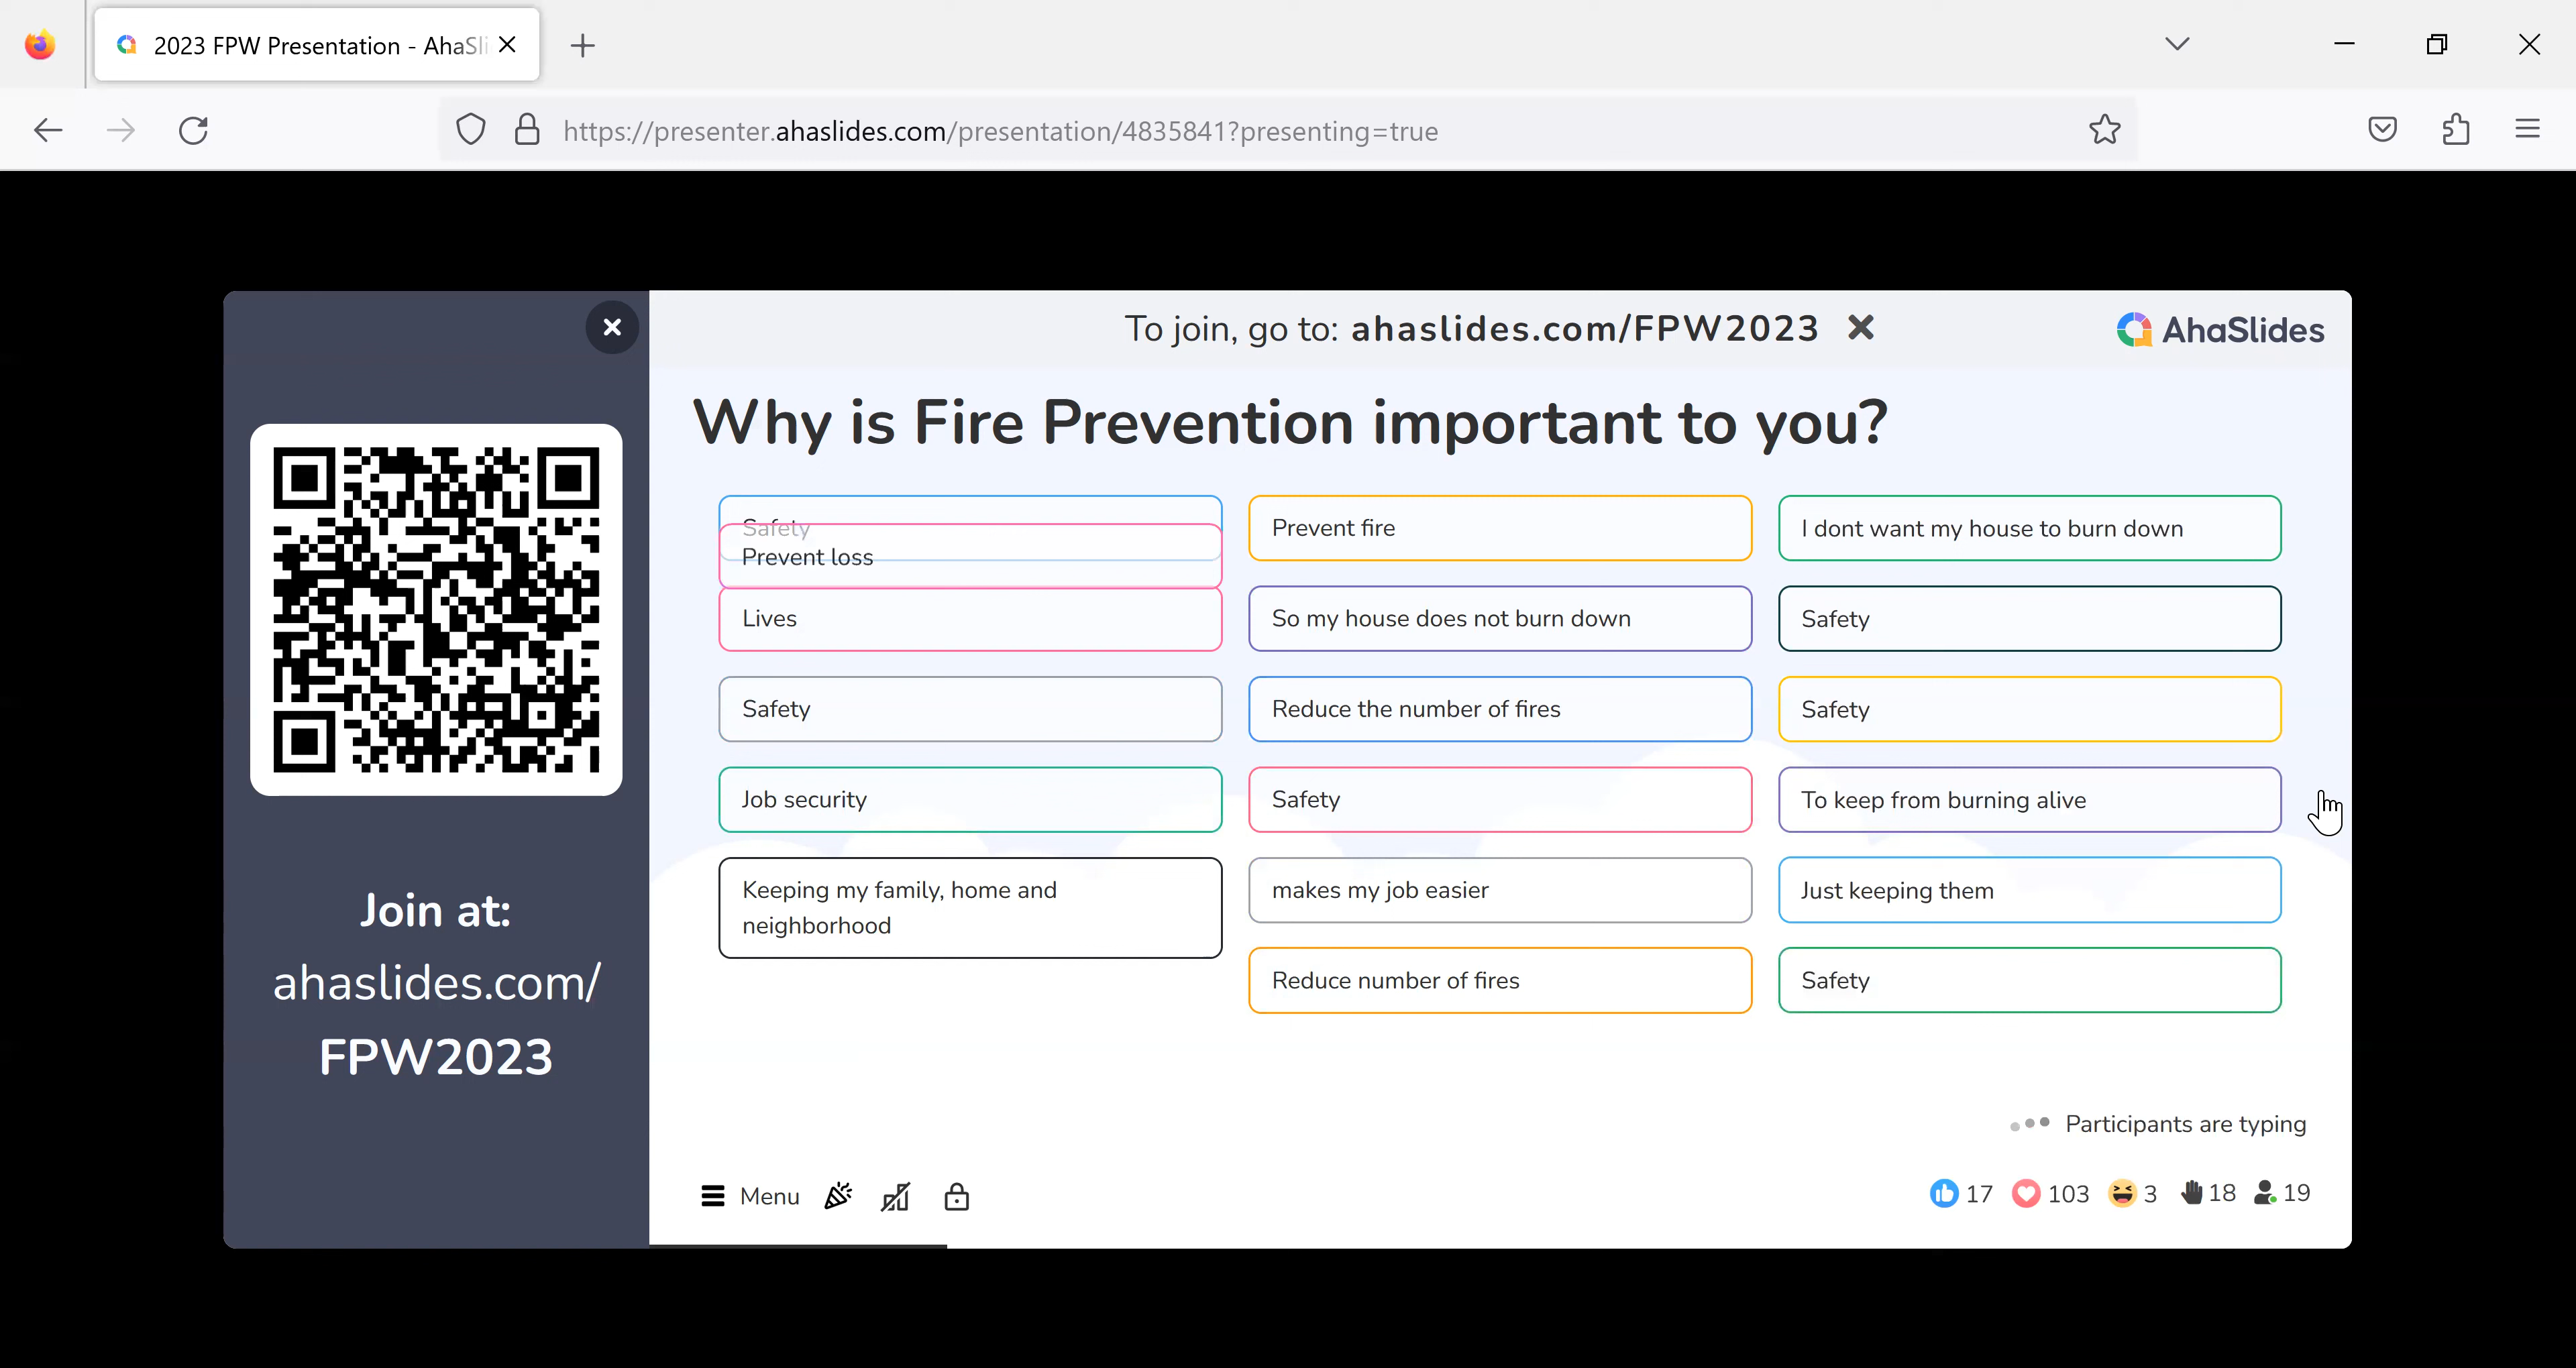 2023 FPW Presentation - AhaSli
https://presenter.ahaslides.com/presentation/4835841?presenting=true
To join, go to: ahaslides.com/FPW2023
AhaSlides
Why is Fire Prevention important to you?
Safety
Prevent loss
Lives
Safety
Job security
Keeping my family, home and
neighborhood
Prevent fire
So my house does not burn down
Reduce the number of fires
Safety
makes my job easier
Reduce number of fires
I dont want my house to burn down
Safety
Safety
To keep from burning alive
Just keeping them
Safety
Join at:
ahaslides.com/
FPW2023
Participants are typing
Menu
17 103 3 18 19